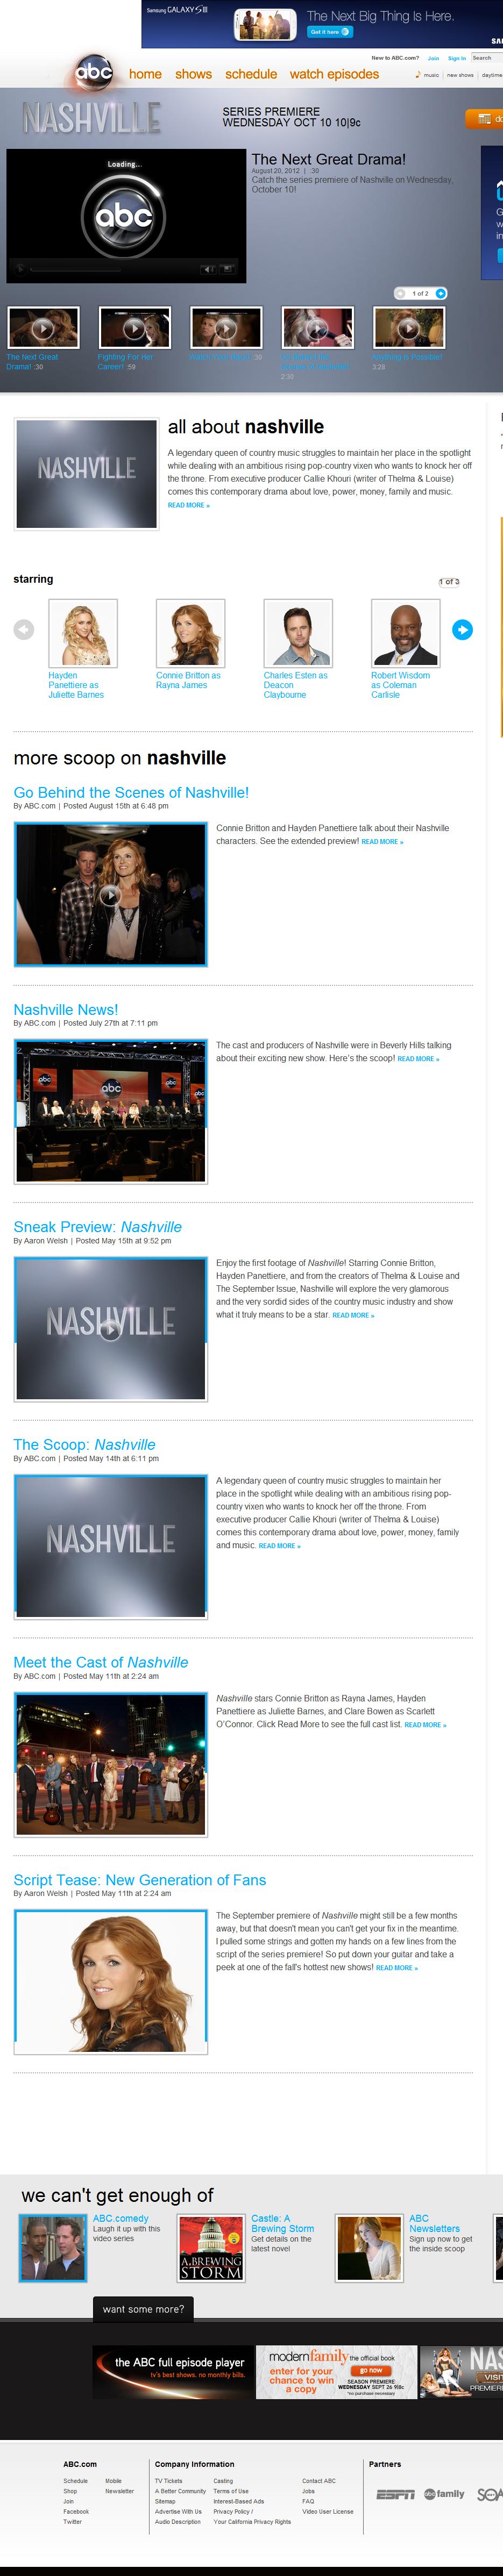 Samsung GALAXY S III
The Next Big Thing Is Here.
Get it here
New to ABC.com? Join Sign In Search
abc
home shows schedule watch episodes
music new shows daytime
NASHVILLE
SERIES PREMIERE
WEDNESDAY OCT 10 10|9c
Loading...
abc
The Next Great Drama!
August 20, 2012 | :30
Catch the series premiere of Nashville on Wednesday,
October 10!
1 of 2
The Next Great
Drama! :30
Fighting For Her
Career! :59
:30
2:30
Anything is Possible!
3:28
NASHVILLE
all about nashville
A legendary queen of country music struggles to maintain her place in the spotlight
while dealing with an ambitious rising pop-country vixen who wants to knock her off
the throne. From executive producer Callie Khouri (writer of Thelma & Louise)
comes this contemporary drama about love, power, money, family and music.
READ MORE »
starring
1 of 3
Hayden
Panettiere as
Juliette Barnes
Connie Britton as
Rayna James
Charles Esten as
Deacon
Claybourne
Robert Wisdom
as Coleman
Carlisle
more scoop on nashville
Go Behind the Scenes of Nashville!
By ABC.com | Posted August 15th at 6:48 pm
Connie Britton and Hayden Panettiere talk about their Nashville
characters. See the extended preview! READ MORE »
Nashville News!
By ABC.com | Posted July 27th at 7:11 pm
abc
abc
abc
abc
The cast and producers of Nashville were in Beverly Hills talking
about their exciting new show. Here's the scoop! READ MORE »
Sneak Preview: Nashville
By Aaron Welsh | Posted May 15th at 9:52 pm
NASHVILLE
Enjoy the first footage of Nashville! Starring Connie Britton,
Hayden Panettiere, and from the creators of Thelma & Louise and
The September Issue, Nashville will explore the very glamorous
and the very sordid sides of the country music industry and show
what it truly means to be a star. READ MORE »
The Scoop: Nashville
By ABC.com | Posted May 14th at 6:11 pm
NASHVILLE
A legendary queen of country music struggles to maintain her
place in the spotlight while dealing with an ambitious rising pop-
country vixen who wants to knock her off the throne. From
executive producer Callie Khouri (writer of Thelma & Louise)
comes this contemporary drama about love, power, money, family
and music. READ MORE »
Meet the Cast of Nashville
By ABC.com | Posted May 11th at 2:24 am
Nashville stars Connie Britton as Rayna James, Hayden
Panettiere as Juliette Barnes, and Clare Bowen as Scarlett
O'Connor. Click Read More to see the full cast list. READ MORE »
Script Tease: New Generation of Fans
By Aaron Welsh | Posted May 11th at 2:24 am
The September premiere of Nashville might still be a few months
away, but that doesn't mean you can't get your fix in the meantime.
I pulled some strings and gotten my hands on a few lines from the
script of the series premiere! So put down your guitar and take a
peek at one of the fall's hottest new shows! READ MORE »
we can't get enough of
ABC.comedy
Laugh it up with this
video series
A BREWING
STORM
Castle: A
Brewing Storm
Get details on the
latest novel
ABC
Newsletters
Sign up now to get
the inside scoop
want some more?
the ABC full episode player
tv's best shows. no monthly bills.
modern family the official book
enter for your
chance to win
a copy
go now
SEASON PREMIERE
WEDNESDAY SEPT 26 9|8c
*no purchase necessary
NAS
VISIT
PREMIERE
ABC.com
Schedule
Shop
Join
Facebook
Twitter
Mobile
Newsletter
Company Information
TV Tickets
A Better Community
Sitemap
Advertise With Us
Audio Description
Casting
Terms of Use
Interest-Based Ads
Privacy Policy /
Your California Privacy Rights
Contact ABC
Jobs
FAQ
Video User License
Partners
ESPN
abc family
SOA